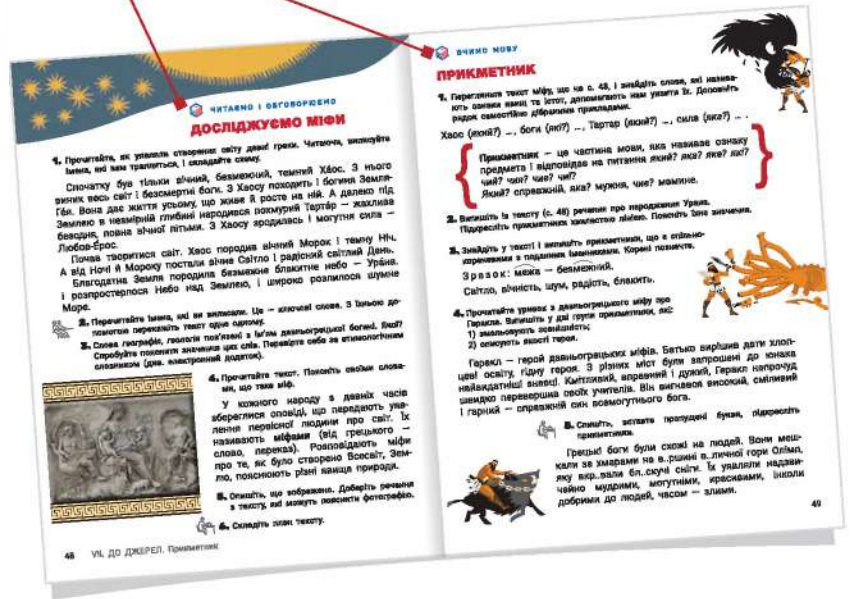 ЧИТАЄМО І ОБГОВОРЮЄМО
ДОСЛІДЖУЄМО МІФИ
1. Прочитайте, як уявляли створення світу давні греки. Читаючи, виписуйте
імена, які вам трапляться, і складайте схему.
Спочатку був тільки вічний, безмежний, темний Ха́ос. З нього
виник весь світ і безсмертні боги. З Хаосу походить і богиня Земля-
Ге́я. Вона дає життя усьому, що живе й росте на ній. А далеко під
Землею в незмірній глибині народився похмурий Та́ртар — жахлива
безодня, повна вічної пітьми. З Хаосу зродилась і могутня сила —
Любов-Е́рос.
Почав творитися світ. Хаос породив вічний Морок і темну Ніч.
А від Ночі й Мороку постали вічне Світло і радісний світлий День.
Благодатна Земля породила безмежне блакитне небо — Ура́на.
І розпростерлося Небо над Землею, і широко розлилося шумне
Море.
2. Перечитайте імена, які ви виписали. Це — ключові слова. З їхньою до-
помогою перекажіть текст одне одному.
3. Слова географія, геологія пов'язані з ім'ям давньогрецької богині. Якої?
Спробуйте пояснити значення цих слів. Перевірте себе за етимологічним
словником (див. електронний додаток).
4. Прочитайте текст. Поясніть своїми слова-
ми, що таке міф.
У кожного народу з давніх часів
збереглися оповіді, що передають уяв-
лення первісної людини про світ. Їх
називають міфами (від грецького —
слово, переказ). Розповідають міфи
про те, як було створено Всесвіт, Зем-
лю, пояснюють різні явища природи.
5. Опишіть, що зображено. Доберіть речення
з тексту, які можуть пояснити фотографію.
6. Складіть план тексту.
48 VII. ДО ДЖЕРЕЛ. Прикметник
ВЧИМО МОВУ
ПРИКМЕТНИК
1. Перегляньте текст міфу, що на с. 48, і знайдіть слова, які назива-
ють ознаки явищ та істот, допомагають нам уявити їх. Доповніть
рядок самостійно дібраними прикладами.
Хаос (який?) ..., боги (які?) ..., Тартар (який?) ..., сила (яка?) ... .
Прикметник — це частина мови, яка називає ознаку
предмета і відповідає на питання який? яка? яке? які?
чий? чия? чиє? чиї?
Який? справжній, яка? мужня, чиє? мамине.
2. Випишіть із тексту (с. 48) речення про народження Урана.
Підкресліть прикметники хвилястою лінією. Поясніть їхнє значення.
3. Знайдіть у тексті і випишіть прикметники, що є спільно-
кореневими з поданими іменниками. Корені позначте.
Зразок: межа — безмежний.
Світло, вічність, шум, радість, блакить.
4. Прочитайте уривок з давньогрецького міфу про
Геракла. Випишіть у дві групи прикметники, які:
1) змальовують зовнішність;
2) описують якості героя.
Геракл — герой давньогрецьких міфів. Батько вирішив дати хлоп-
цеві освіту, гідну героя. З різних міст були запрошені до юнака
найвидатніші вчителі. Кмітливий, вправний і дужий, Геракл напрочуд
швидко перевершив своїх учителів. Він вигнався високий, сміливий
і гарний — справжній син всемогутнього бога.
5. Спишіть, вставте пропущені букви, підкресліть
прикметники.
Грецькі боги були схожі на людей. Вони меш-
кали за хмарами на в..ршині в..личної гори Олімп,
яку вкр..вали бл..скучі сніги. Їх уявляли надзви-
чайно мудрими, могутніми, красивими, інколи
добрими до людей, часом — злими.
49